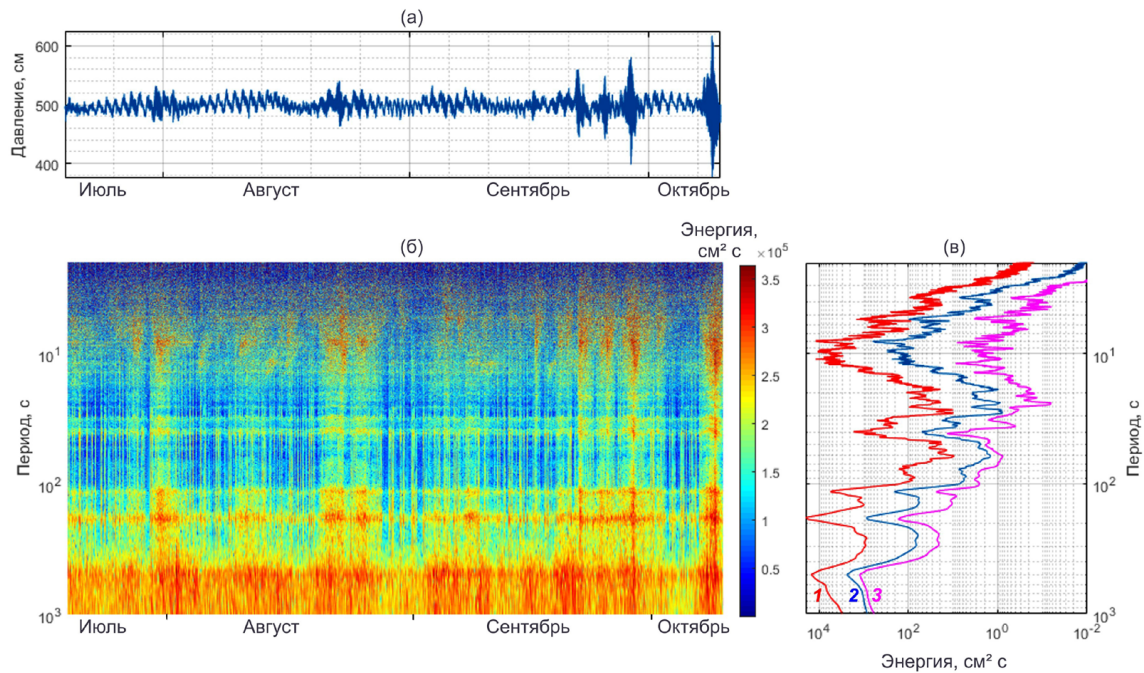 (а)
Давление, см
600
500
400
Июль Август Сентябрь Октябрь
(б)
Энергия,
см² с
×10⁵
3.5
3
2.5
2
1.5
1
0.5
Период, с
10¹
10²
10³
Июль Август Сентябрь Октябрь
(в)
10¹
10²
10³
Период, с
1 2 3
10⁴ 10² 10⁰ 10⁻²
Энергия, см² с